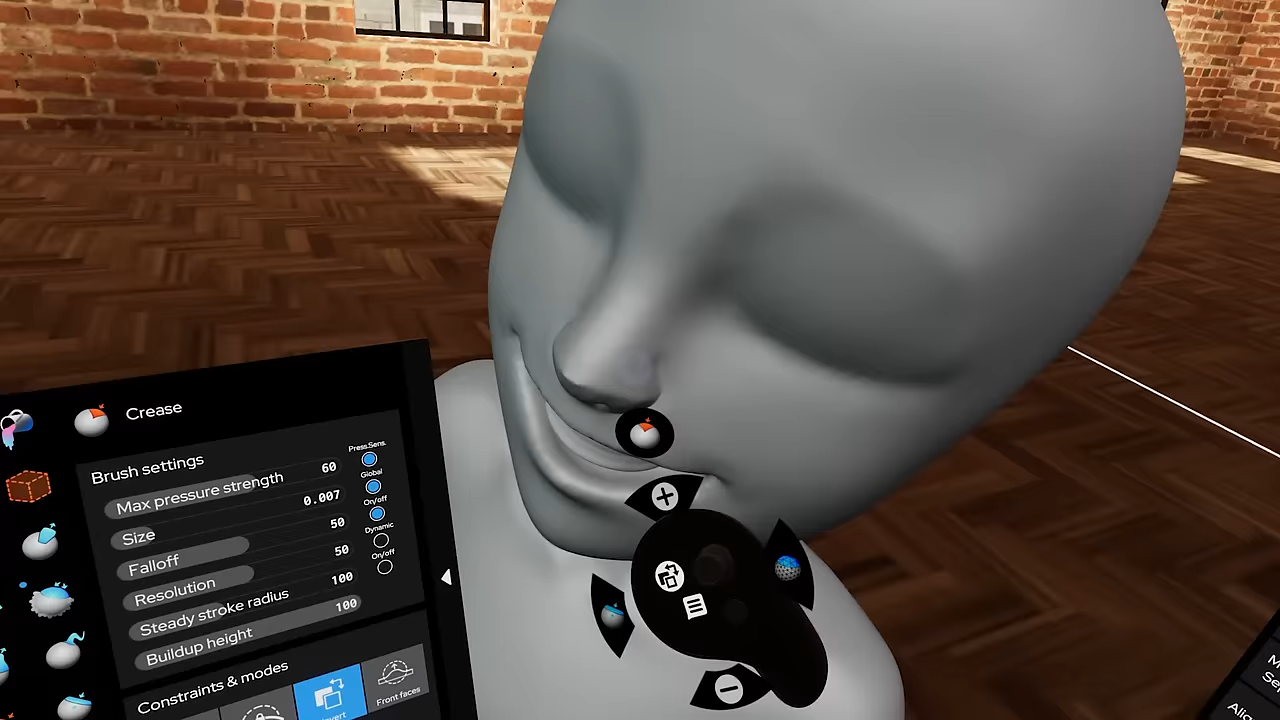 Crease
Brush settings
Press.Sens.
Max pressure strength 60
Global
Size 0.007
On/off
Falloff 50
Dynamic
Resolution 50
On/off
Steady stroke radius 100
Buildup height 100
Constraints & modes
Front faces